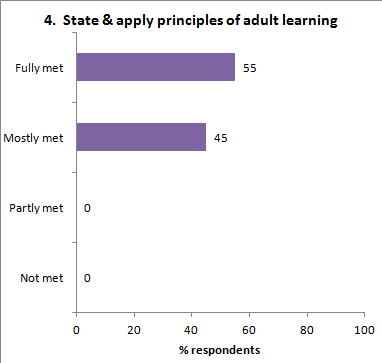 4.  State & apply principles of adult learning
Fully met 55
Mostly met 45
Partly met 0
Not met 0
0 20 40 60 80 100
% respondents